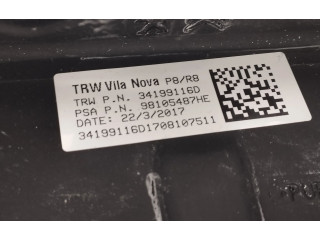 TRW Vila Nova P8/R8
TRW P.N. 34199116D
PSA P.N. 98105487HE
DATE: 22/3/2017
34199116D1708107511